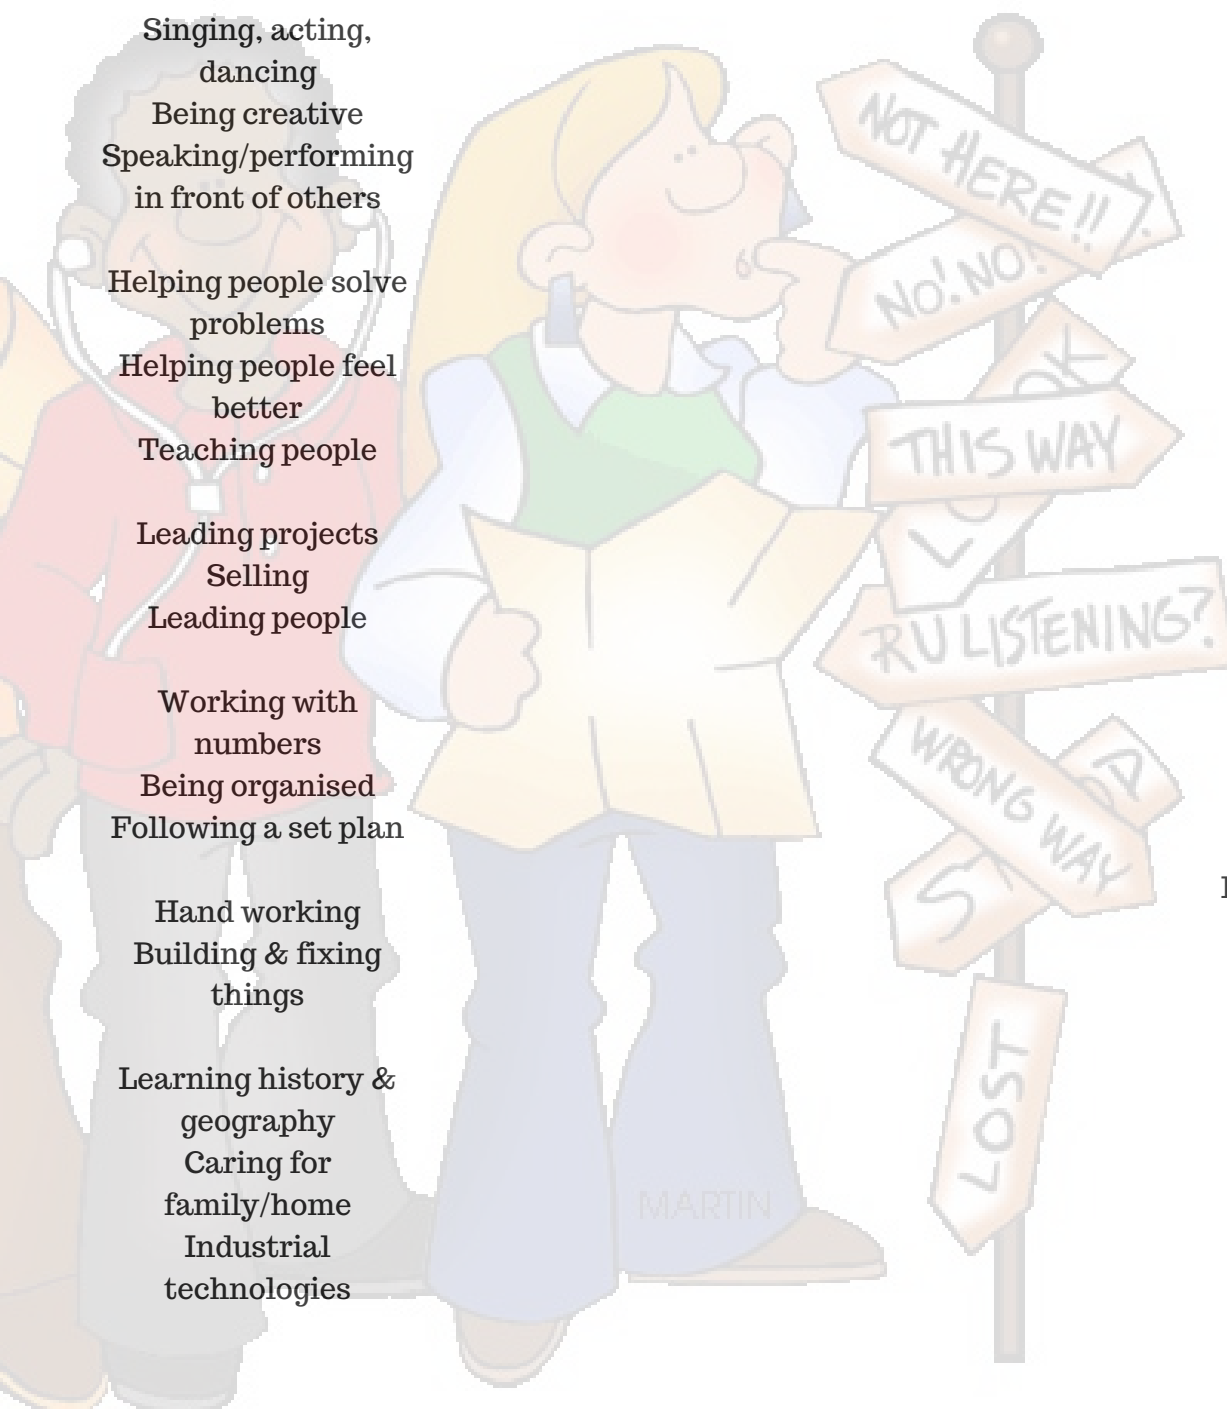 Singing, acting,
dancing
Being creative
Speaking/performing
in front of others
Helping people solve
problems
Helping people feel
better
Teaching people
Leading projects
Selling
Leading people
Working with
numbers
Being organised
Following a set plan
Hand working
Building & fixing
things
Learning history &
geography
Caring for
family/home
Industrial
technologies
NOT HERE!!
NO! NO!
THIS WAY
R U LISTENING?
WRONG WAY
LOST
MARTIN